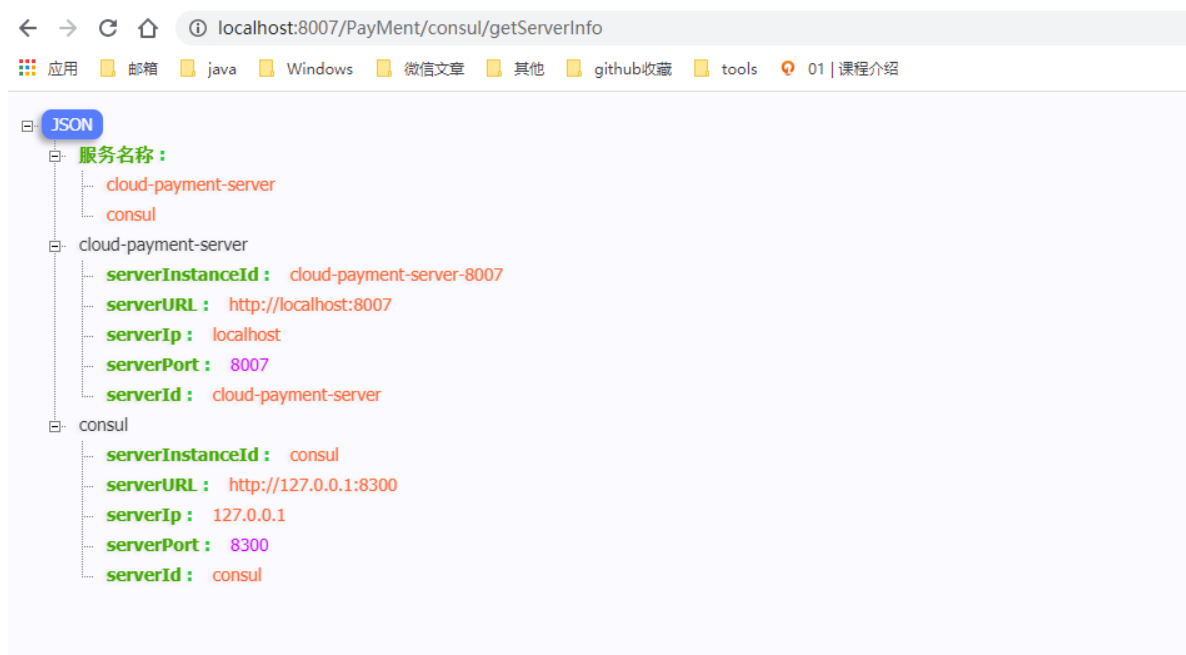 localhost:8007/PayMent/consul/getServerInfo
应用 邮箱 java Windows 微信文章 其他 github收藏 tools 01 | 课程介绍
JSON
服务名称：
cloud-payment-server
consul
cloud-payment-server
serverInstanceId： cloud-payment-server-8007
serverURL： http://localhost:8007
serverIp： localhost
serverPort： 8007
serverId： cloud-payment-server
consul
serverInstanceId： consul
serverURL： http://127.0.0.1:8300
serverIp： 127.0.0.1
serverPort： 8300
serverId： consul